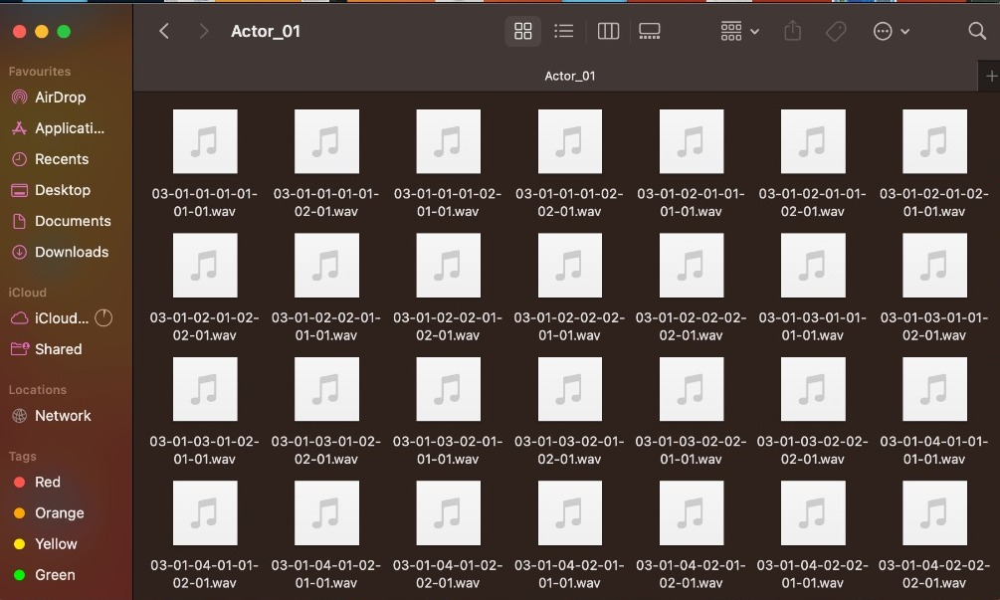 Actor_01
Actor_01
Favourites
AirDrop
Applicati...
Recents
Desktop
Documents
Downloads
iCloud
iCloud...
Shared
Locations
Network
Tags
Red
Orange
Yellow
Green
03-01-01-01-01-
01-01.wav
03-01-01-01-01-
02-01.wav
03-01-01-01-02-
01-01.wav
03-01-01-01-02-
02-01.wav
03-01-02-01-01-
01-01.wav
03-01-02-01-01-
02-01.wav
03-01-02-01-02-
01-01.wav
03-01-02-01-02-
02-01.wav
03-01-02-02-01-
01-01.wav
03-01-02-02-01-
02-01.wav
03-01-02-02-02-
01-01.wav
03-01-02-02-02-
02-01.wav
03-01-03-01-01-
01-01.wav
03-01-03-01-01-
02-01.wav
03-01-03-01-02-
01-01.wav
03-01-03-01-02-
02-01.wav
03-01-03-02-01-
01-01.wav
03-01-03-02-01-
02-01.wav
03-01-03-02-02-
01-01.wav
03-01-03-02-02-
02-01.wav
03-01-04-01-01-
01-01.wav
03-01-04-01-01-
02-01.wav
03-01-04-01-02-
01-01.wav
03-01-04-01-02-
02-01.wav
03-01-04-02-01-
01-01.wav
03-01-04-02-01-
02-01.wav
03-01-04-02-02-
01-01.wav
03-01-04-02-02-
02-01.wav